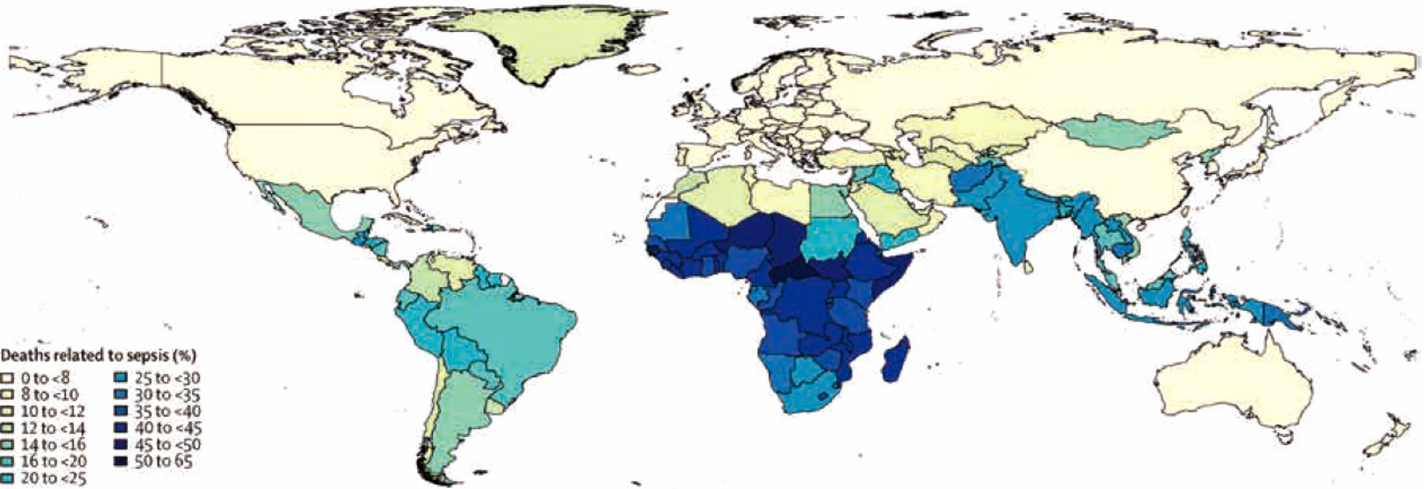 Deaths related to sepsis (%)
0 to <8
8 to <10
10 to <12
12 to <14
14 to <16
16 to <20
20 to <25
25 to <30
30 to <35
35 to <40
40 to <45
45 to <50
50 to 65